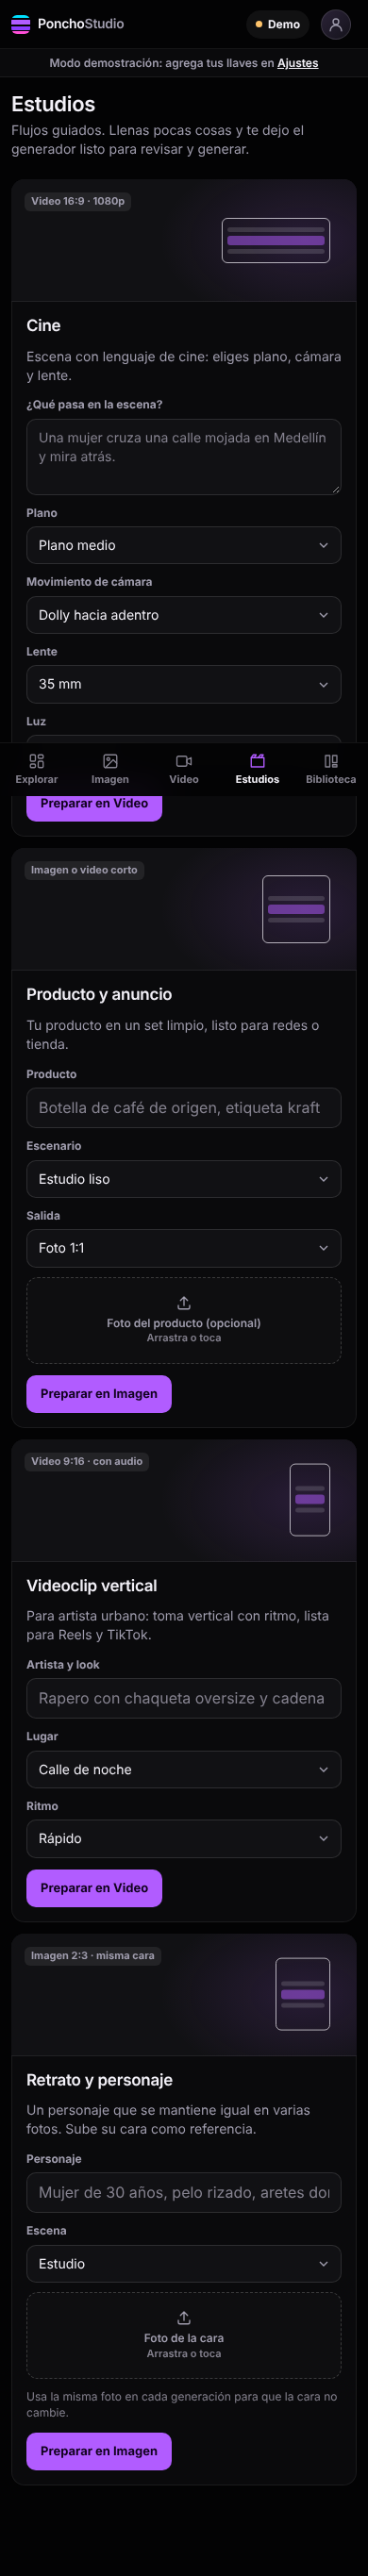 PonchoStudio
Demo
Modo demostración: agrega tus llaves en Ajustes
Estudios
Flujos guiados. Llenas pocas cosas y te dejo el
generador listo para revisar y generar.
Video 16:9 · 1080p
Cine
Escena con lenguaje de cine: eliges plano, cámara
y lente.
¿Qué pasa en la escena?
Una mujer cruza una calle mojada en Medellín
y mira atrás.
Plano
Plano medio
Movimiento de cámara
Dolly hacia adentro
Lente
35 mm
Luz
Explorar
Imagen
Video
Estudios
Biblioteca
Preparar en Video
Imagen o video corto
Producto y anuncio
Tu producto en un set limpio, listo para redes o
tienda.
Producto
Botella de café de origen, etiqueta kraft
Escenario
Estudio liso
Salida
Foto 1:1
Foto del producto (opcional)
Arrastra o toca
Preparar en Imagen
Video 9:16 · con audio
Videoclip vertical
Para artista urbano: toma vertical con ritmo, lista
para Reels y TikTok.
Artista y look
Rapero con chaqueta oversize y cadena
Lugar
Calle de noche
Ritmo
Rápido
Preparar en Video
Imagen 2:3 · misma cara
Retrato y personaje
Un personaje que se mantiene igual en varias
fotos. Sube su cara como referencia.
Personaje
Mujer de 30 años, pelo rizado, aretes
Escena
Estudio
Foto de la cara
Arrastra o toca
Usa la misma foto en cada generación para que la cara no
cambie.
Preparar en Imagen